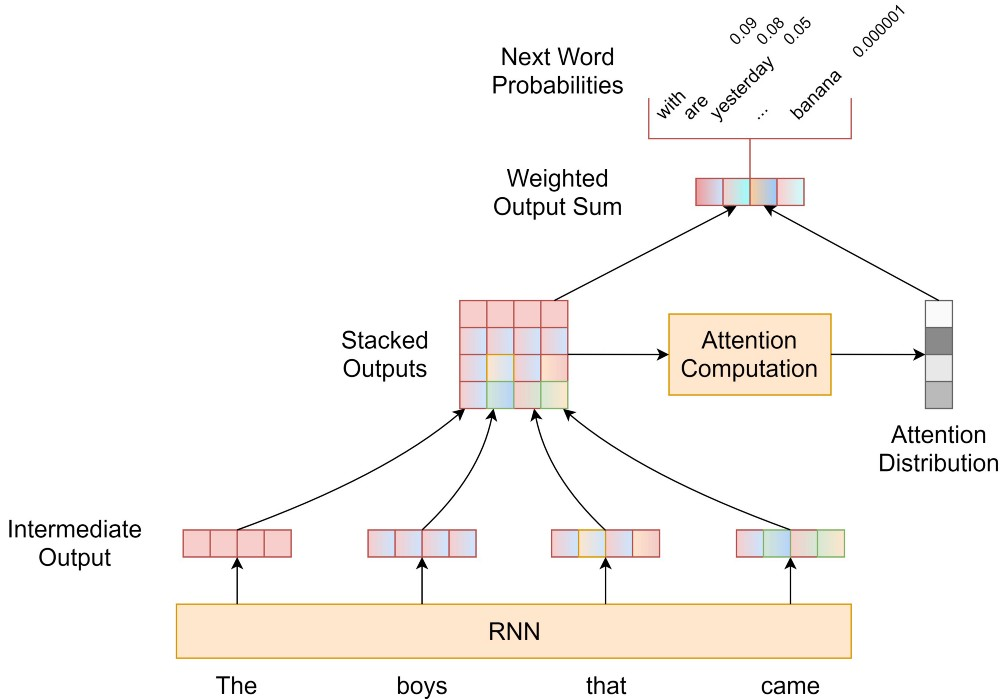 0.09
0.08
0.05
0.000001
Next Word
Probabilities
with
are
yesterday
...
banana
Weighted
Output Sum
Stacked
Outputs
Attention
Computation
Attention
Distribution
Intermediate
Output
RNN
The boys that came